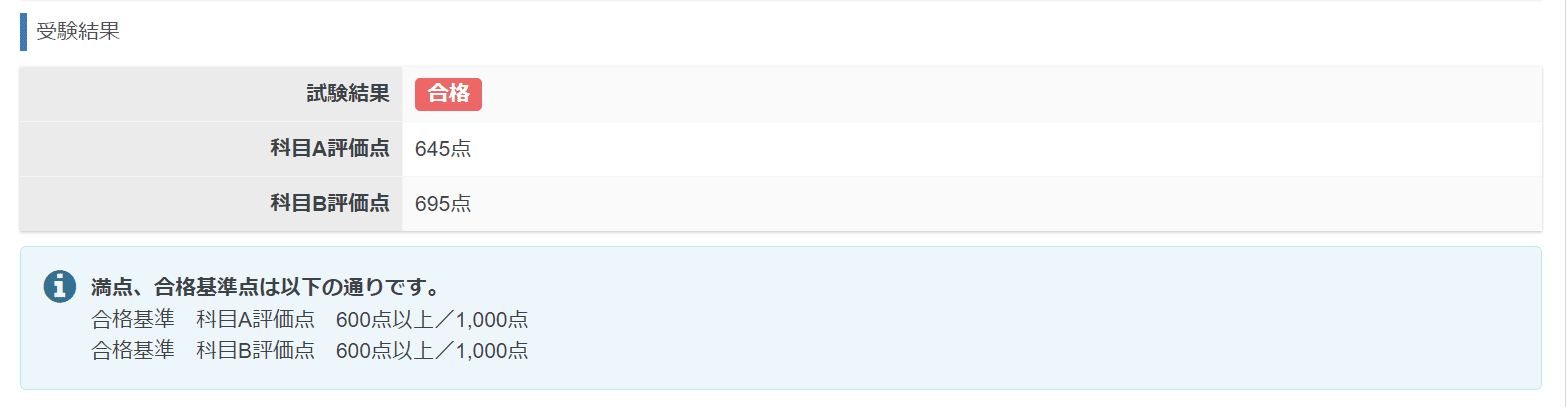 受験結果
試験結果 合格
科目A評価点 645点
科目B評価点 695点
満点、合格基準点は以下の通りです。
合格基準　科目A評価点　600点以上／1,000点
合格基準　科目B評価点　600点以上／1,000点